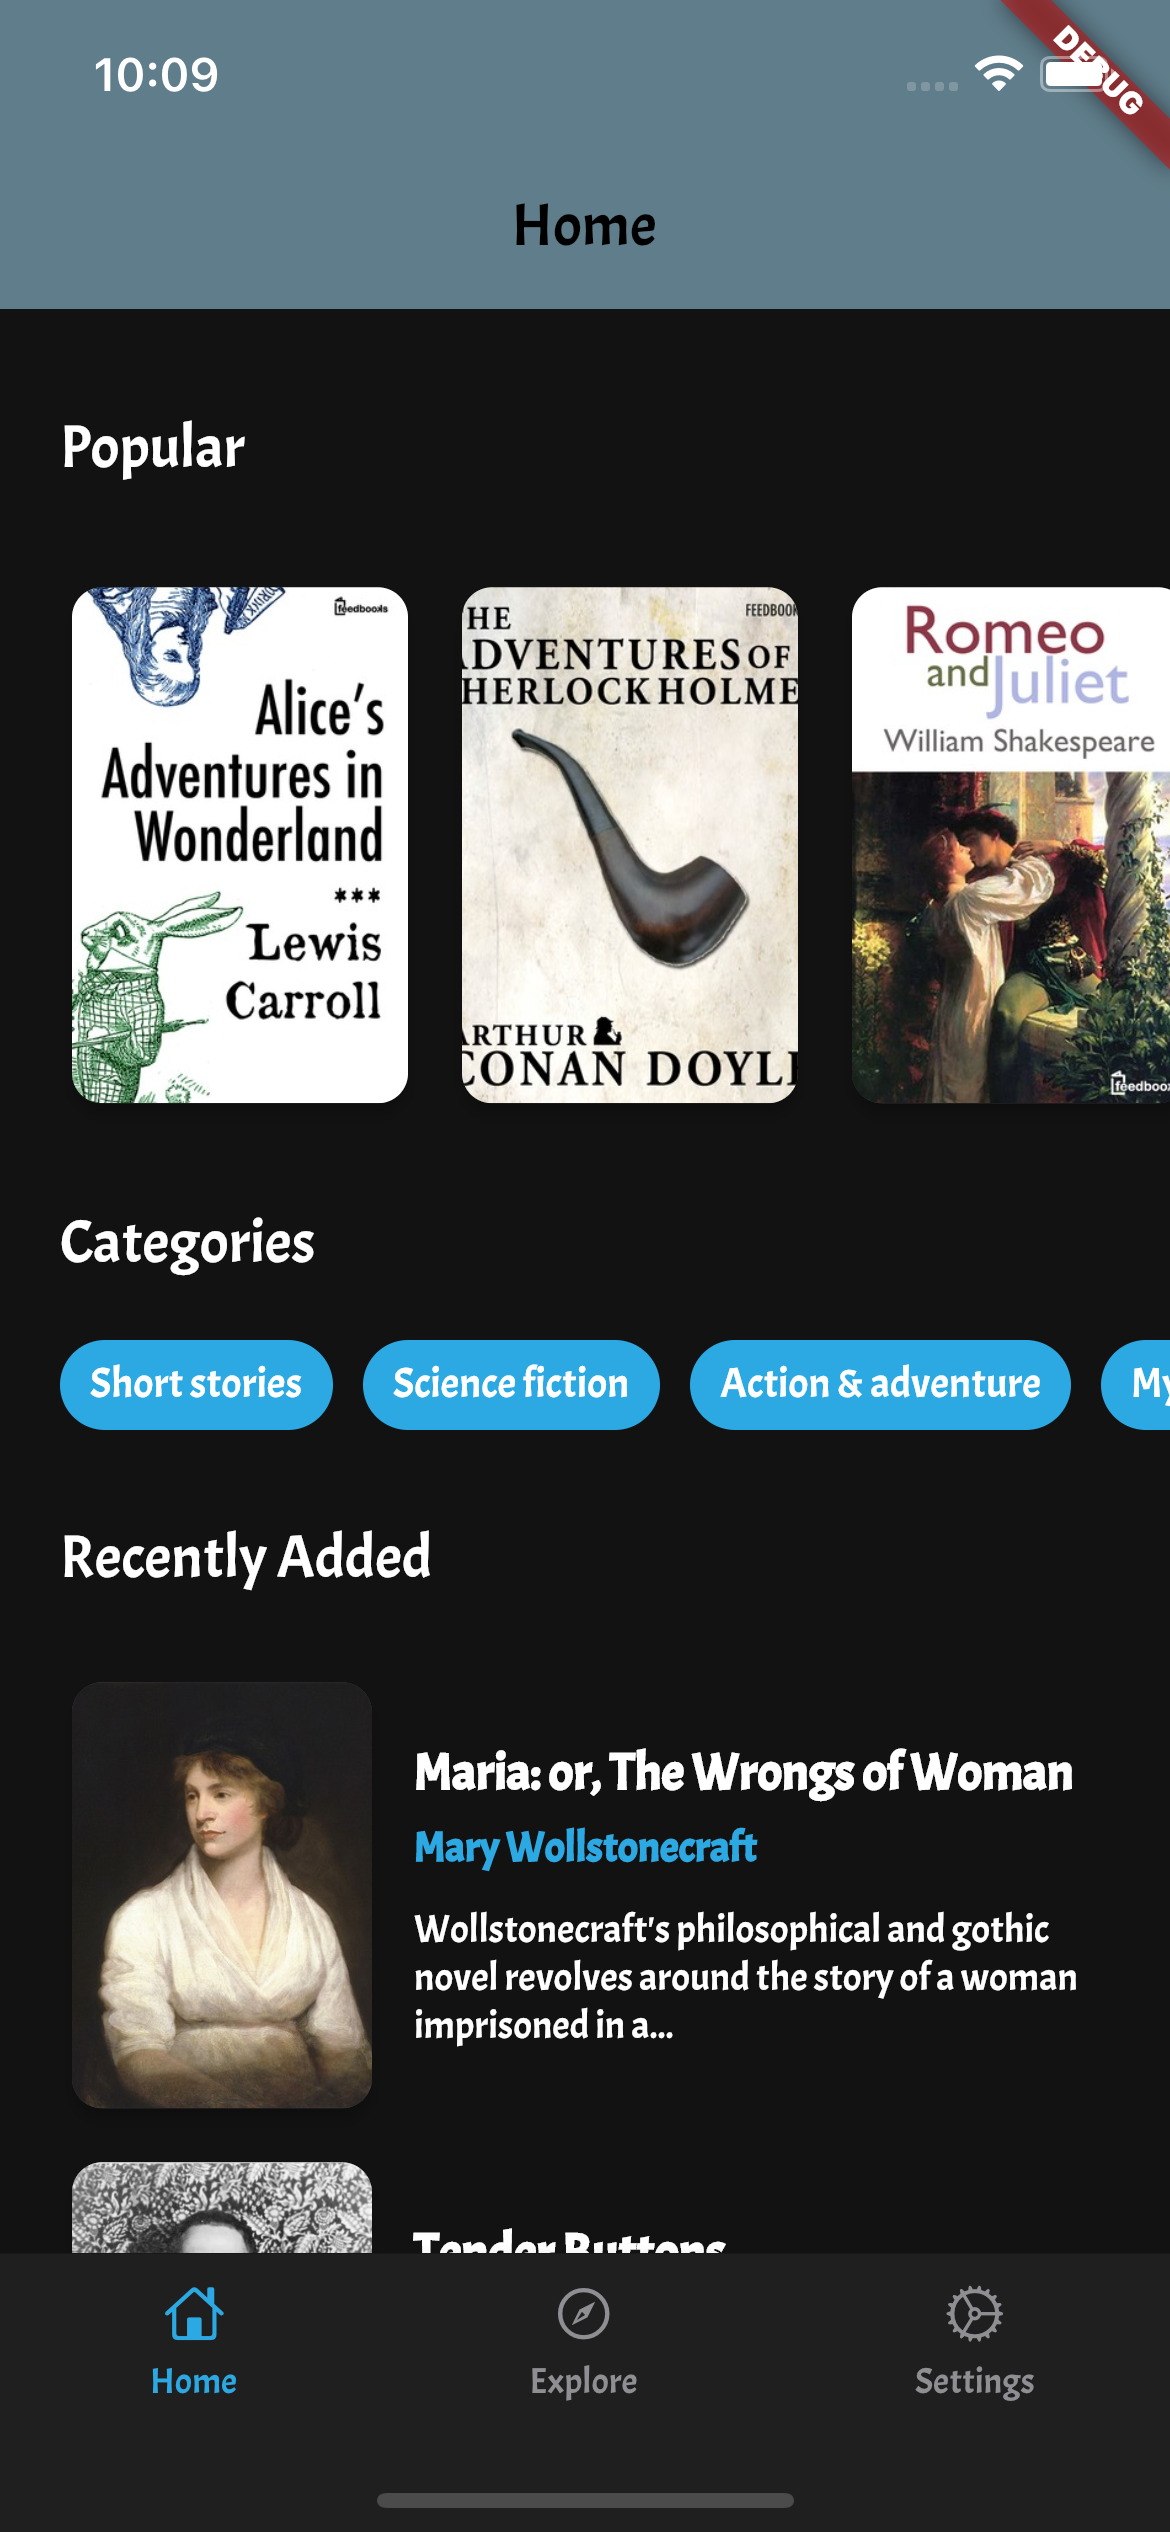 10:09
DEBUG
Home
Popular
feedbooks
DRINK
Alice's
Adventures in
Wonderland
***
Lewis
Carroll
HE
FEEDBOOK
DVENTURES OF
HERLOCK HOLME
ARTHUR
CONAN DOYL
Romeo
and Juliet
William Shakespeare
feedboo
Categories
Short stories
Science fiction
Action & adventure
My
Recently Added
Maria: or, The Wrongs of Woman
Mary Wollstonecraft
Wollstonecraft's philosophical and gothic
novel revolves around the story of a woman
imprisoned in a...
Tender Buttons
Home
Explore
Settings